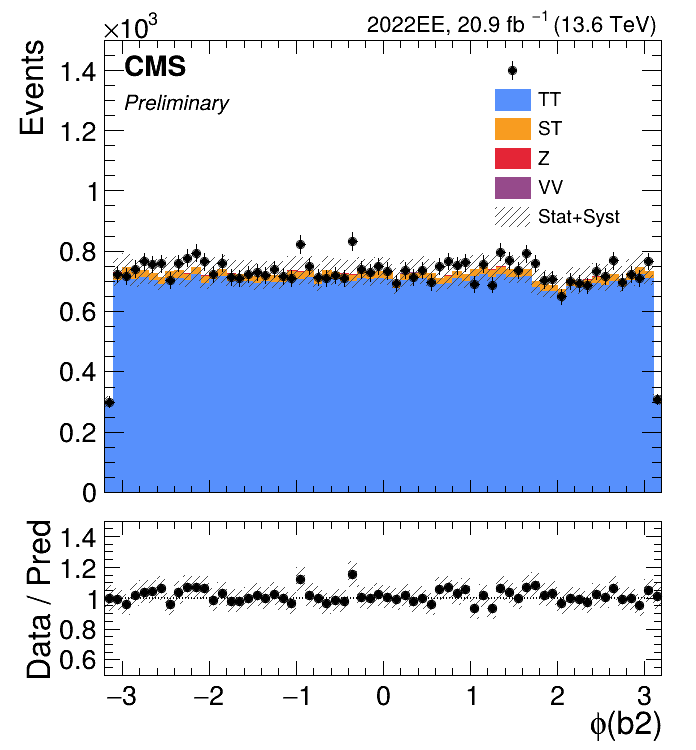 ×10³
2022EE, 20.9 fb⁻¹ (13.6 TeV)
Events
CMS
Preliminary
TT
ST
Z
VV
Stat+Syst
1.4
1.2
1
0.8
0.6
0.4
0.2
0
Data / Pred
1.4
1.2
1
0.8
0.6
−3 −2 −1 0 1 2 3
ϕ(b2)